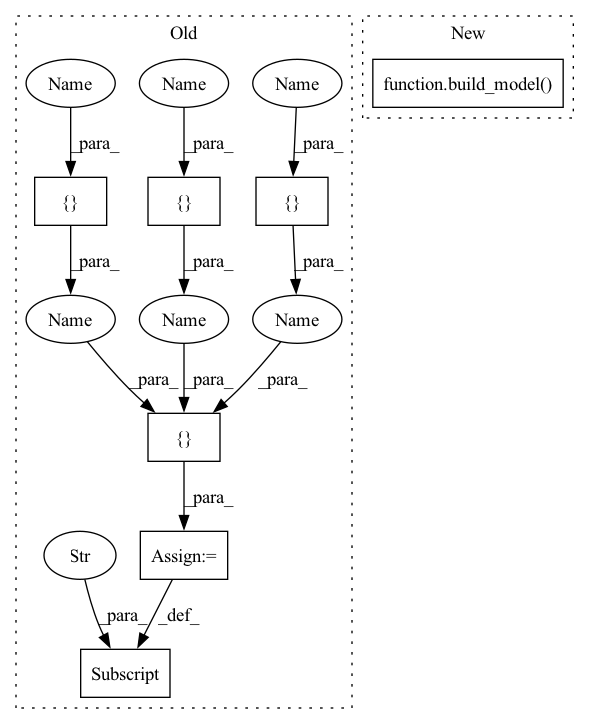 Old
New
Name
Name
Name
function.build_model()
_para_
_para_
_para_
{}
{}
{}
_para_
_para_
_para_
Name
Name
Name
_para_
_para_
_para_
{}
_para_
Str
Assign:=
_para_
_def_
Subscript